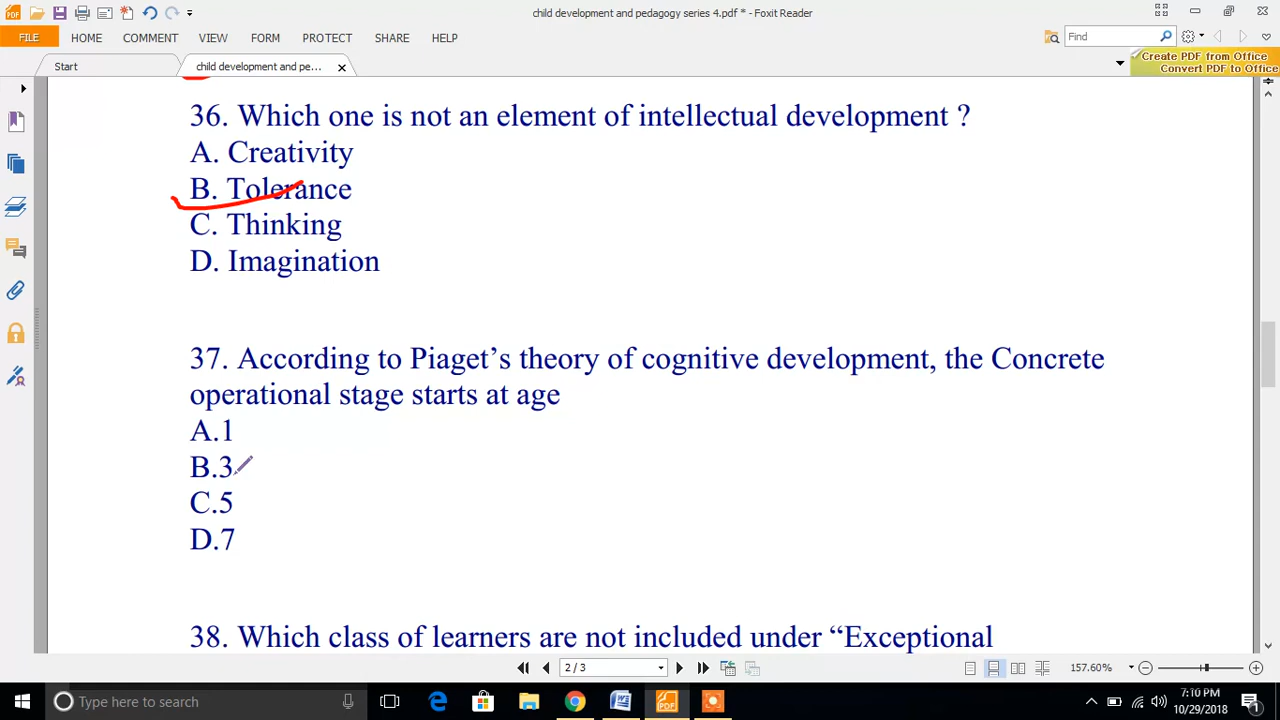 child development and pedagogy series 4.pdf * - Foxit Reader
FILE HOME COMMENT VIEW FORM PROTECT SHARE HELP
Find
Start
child development and pe...
Create PDF from Office
Convert PDF to Office
36. Which one is not an element of intellectual development ?
A. Creativity
B. Tolerance
C. Thinking
D. Imagination
37. According to Piaget’s theory of cognitive development, the Concrete
operational stage starts at age
A.1
B.3
C.5
D.7
38. Which class of learners are not included under “Exceptional
2 / 3
157.60%
Type here to search
7:10 PM
10/29/2018
1